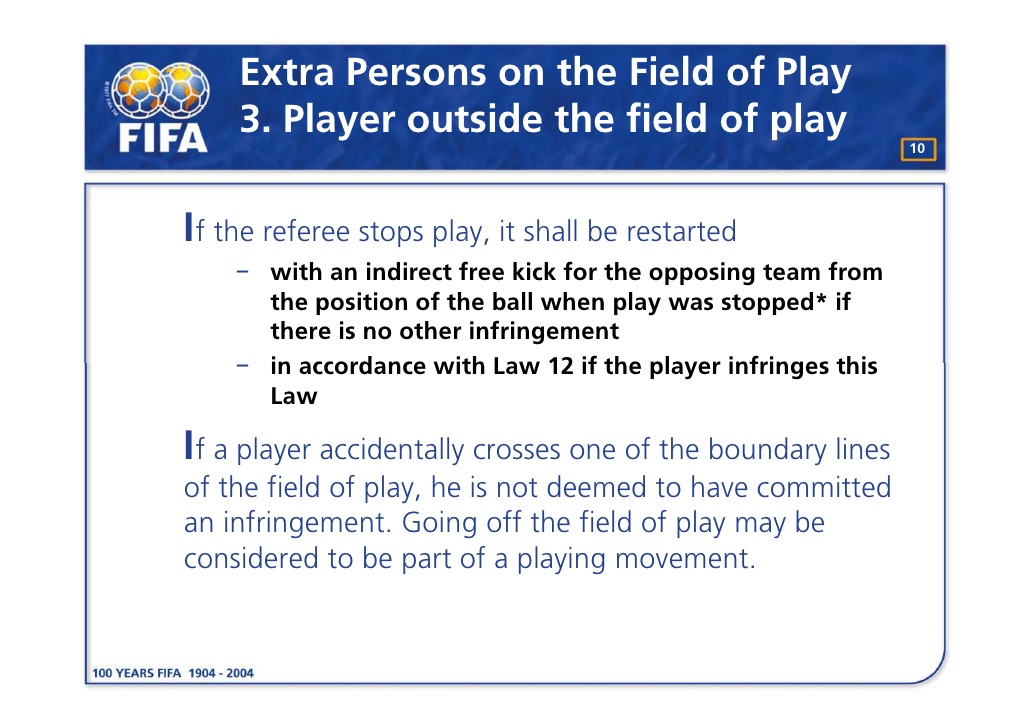 Extra Persons on the Field of Play
3. Player outside the field of play
FIFA
10
If the referee stops play, it shall be restarted
– with an indirect free kick for the opposing team from
the position of the ball when play was stopped* if
there is no other infringement
– in accordance with Law 12 if the player infringes this
Law
If a player accidentally crosses one of the boundary lines
of the field of play, he is not deemed to have committed
an infringement. Going off the field of play may be
considered to be part of a playing movement.
100 YEARS FIFA 1904 - 2004